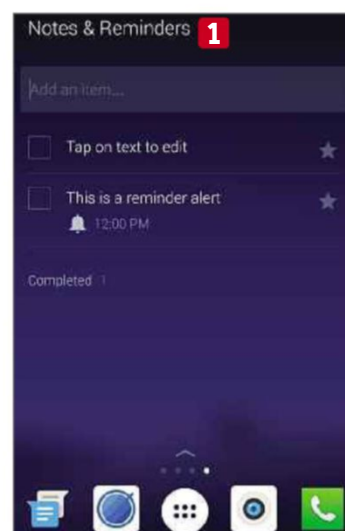 Notes & Reminders 1
Add an item...
Tap on text to edit
This is a reminder alert
12:00 PM
Completed 1